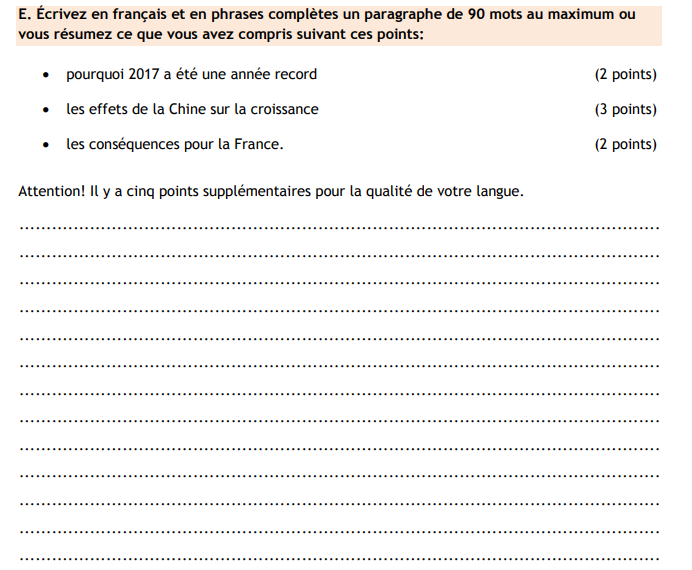 E. Écrivez en français et en phrases complètes un paragraphe de 90 mots au maximum ou
vous résumez ce que vous avez compris suivant ces points:
• pourquoi 2017 a été une année record (2 points)
• les effets de la Chine sur la croissance (3 points)
• les conséquences pour la France. (2 points)
Attention! Il y a cinq points supplémentaires pour la qualité de votre langue.